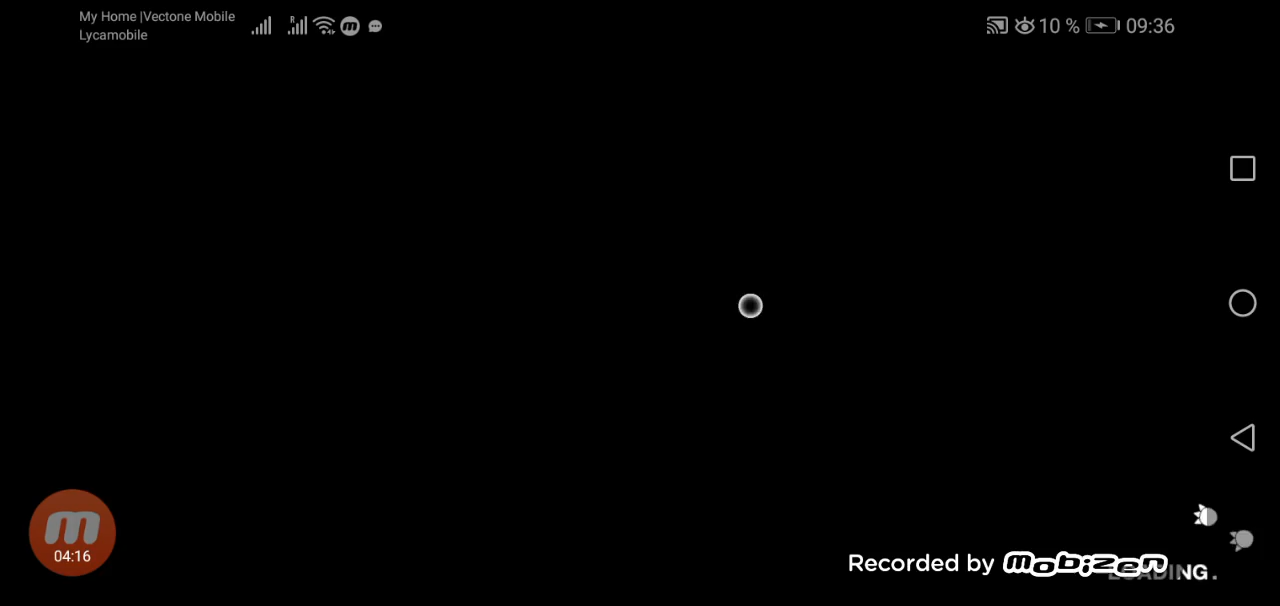 My Home |Vectone Mobile
Lycamobile
R
10 %
09:36
m
04:16
Recorded by mobizen
LOADING.